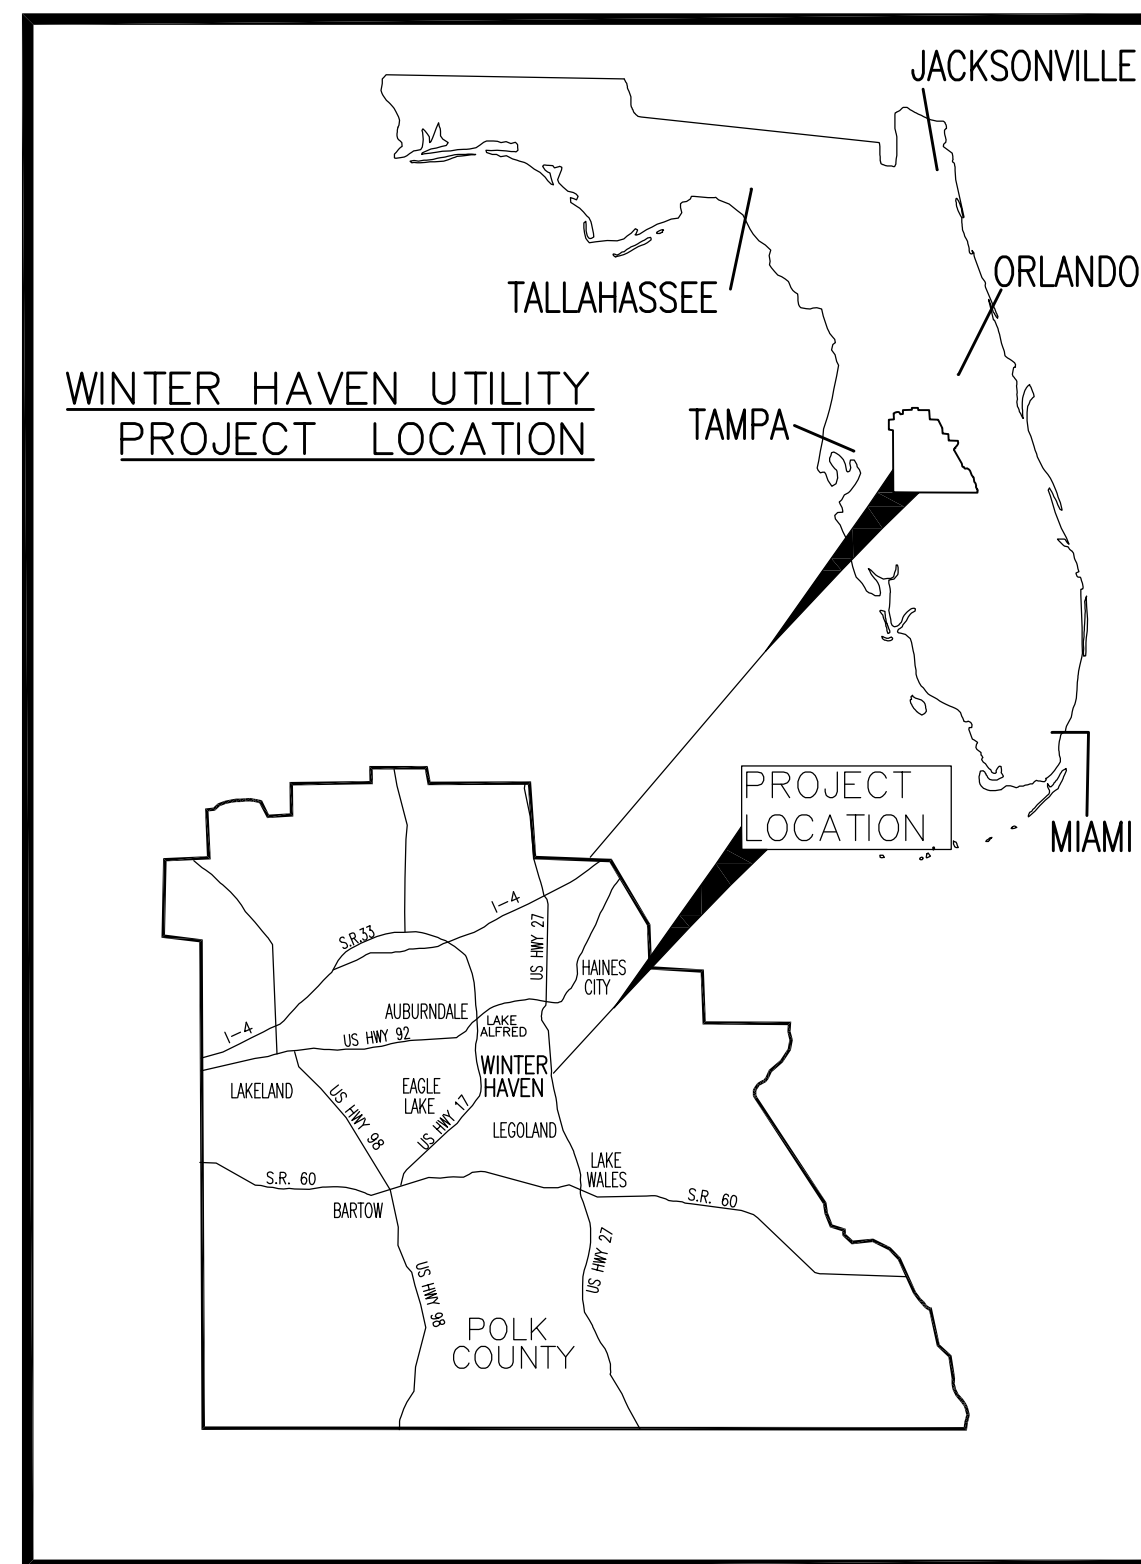 JACKSONVILLE
ORLANDO
TALLAHASSEE
WINTER HAVEN UTILITY
PROJECT LOCATION
TAMPA
PROJECT
LOCATION
MIAMI
I-4
S.R.33
US HWY 27
HAINES
CITY
AUBURNDALE
LAKE
ALFRED
I-4
US HWY 92
WINTER
HAVEN
LAKELAND
EAGLE
LAKE
US HWY 98
US HWY 17
LEGOLAND
LAKE
WALES
S.R. 60
S.R. 60
BARTOW
US HWY 27
US HWY 98
POLK
COUNTY